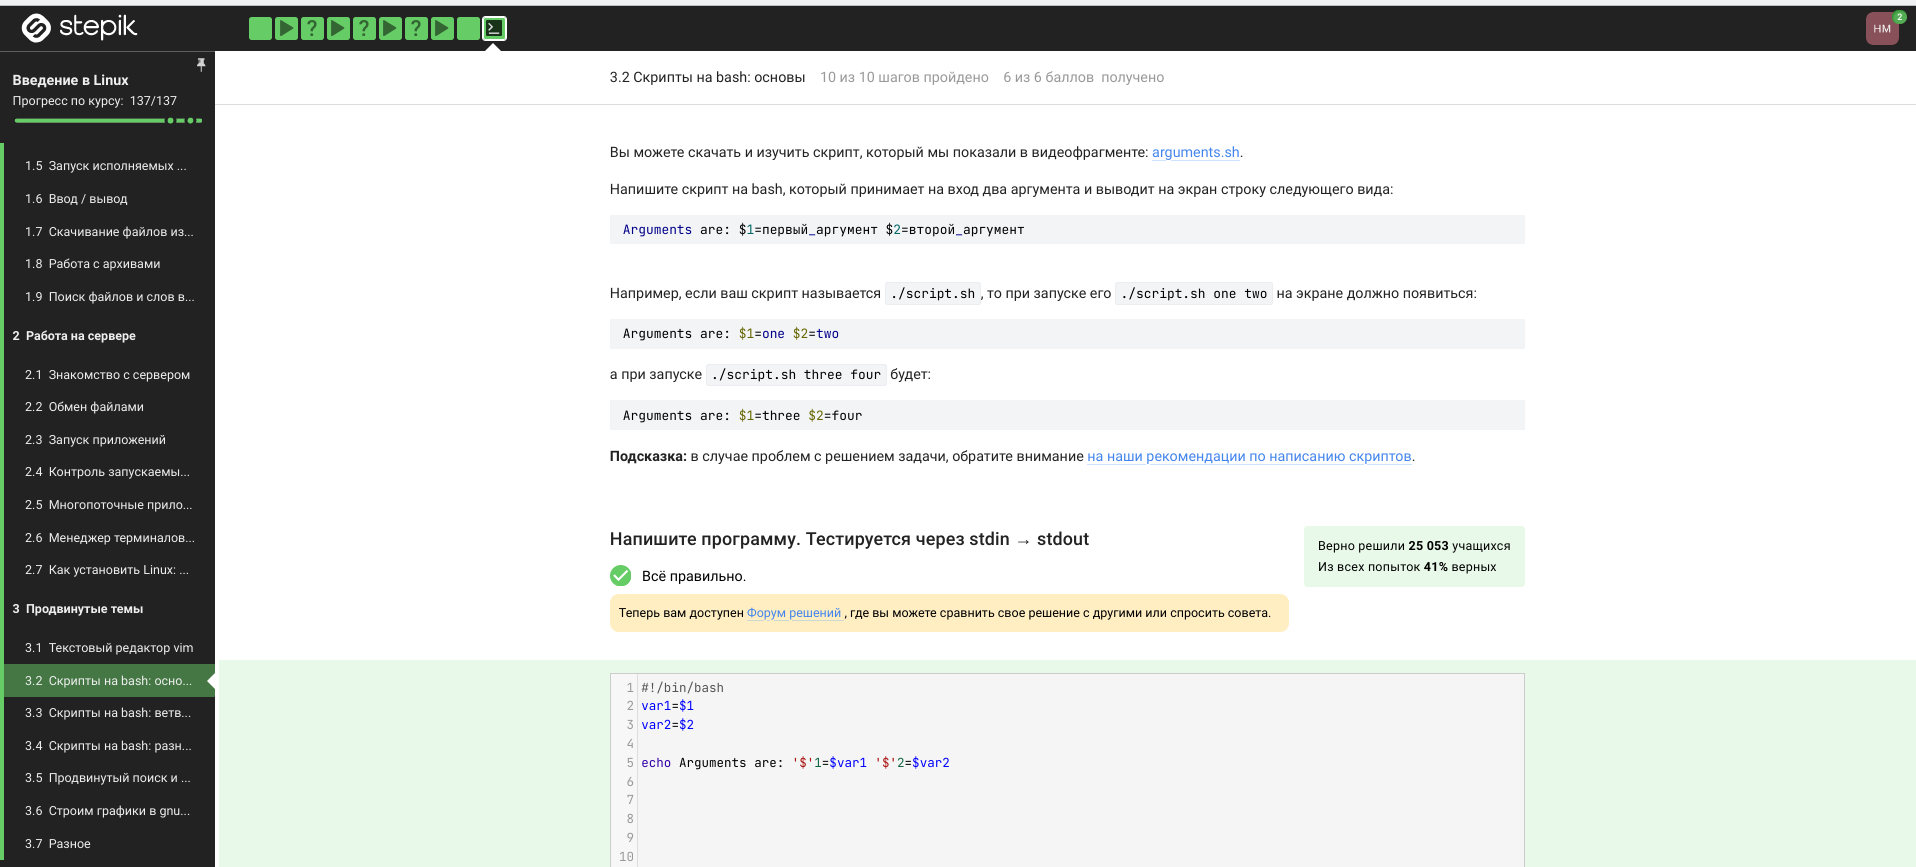 stepik
НМ
2
Введение в Linux
Прогресс по курсу: 137/137
1.5 Запуск исполняемых ...
1.6 Ввод / вывод
1.7 Скачивание файлов из...
1.8 Работа с архивами
1.9 Поиск файлов и слов в...
2 Работа на сервере
2.1 Знакомство с сервером
2.2 Обмен файлами
2.3 Запуск приложений
2.4 Контроль запускаемы...
2.5 Многопоточные прило...
2.6 Менеджер терминалов...
2.7 Как установить Linux: ...
3 Продвинутые темы
3.1 Текстовый редактор vim
3.2 Скрипты на bash: осно...
3.3 Скрипты на bash: ветв...
3.4 Скрипты на bash: разн...
3.5 Продвинутый поиск и ...
3.6 Строим графики в gnu...
3.7 Разное
3.2 Скрипты на bash: основы 10 из 10 шагов пройдено 6 из 6 баллов получено
Вы можете скачать и изучить скрипт, который мы показали в видеофрагменте: arguments.sh.
Напишите скрипт на bash, который принимает на вход два аргумента и выводит на экран строку следующего вида:
Arguments are: $1=первый_аргумент $2=второй_аргумент
Например, если ваш скрипт называется ./script.sh, то при запуске его ./script.sh one two на экране должно появиться:
Arguments are: $1=one $2=two
а при запуске ./script.sh three four будет:
Arguments are: $1=three $2=four
Подсказка: в случае проблем с решением задачи, обратите внимание на наши рекомендации по написанию скриптов.
Напишите программу. Тестируется через stdin → stdout
Верно решили 25 053 учащихся
Из всех попыток 41% верных
Всё правильно.
Теперь вам доступен Форум решений , где вы можете сравнить свое решение с другими или спросить совета.
1 #!/bin/bash
2 var1=$1
3 var2=$2
4
5 echo Arguments are: '$'1=$var1 '$'2=$var2
6
7
8
9
10